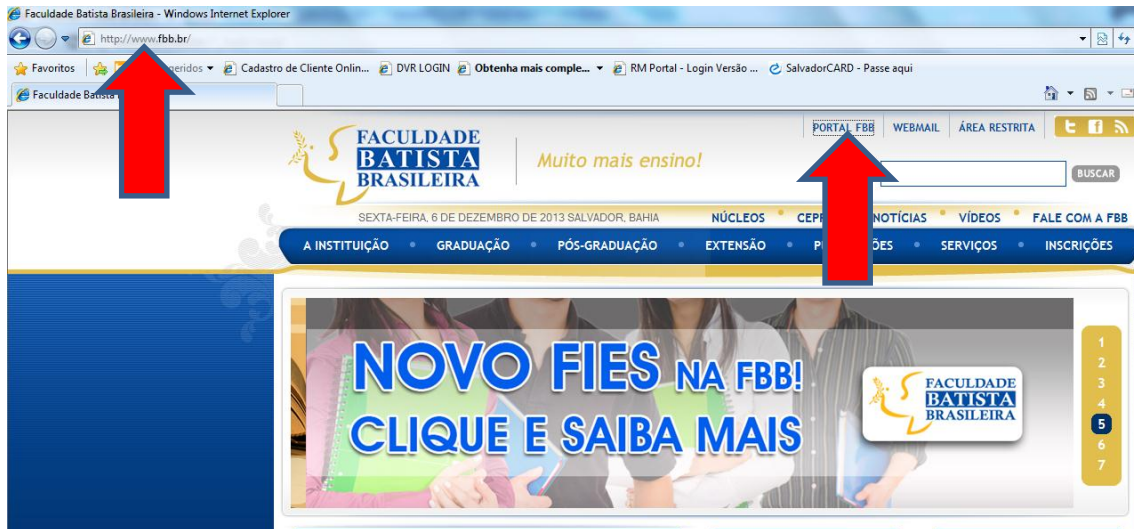 Faculdade Batista Brasileira - Windows Internet Explorer
http://www.fbb.br/
Favoritos
Cadastro de Cliente Onlin...
DVR LOGIN
Obtenha mais comple...
RM Portal - Login Versão ...
SalvadorCARD - Passe aqui
Faculdade
PORTAL FBB
WEBMAIL
ÁREA RESTRITA
FACULDADE
BATISTA
BRASILEIRA
Muito mais ensino!
BUSCAR
SEXTA-FEIRA, 6 DE DEZEMBRO DE 2013 SALVADOR, BAHIA
NÚCLEOS
NOTÍCIAS
VÍDEOS
FALE COM A FBB
A INSTITUIÇÃO
GRADUAÇÃO
PÓS-GRADUAÇÃO
EXTENSÃO
SERVIÇOS
INSCRIÇÕES
NOVO FIES NA FBB!
CLIQUE E SAIBA MAIS
FACULDADE
BATISTA
BRASILEIRA
1
2
3
4
5
6
7